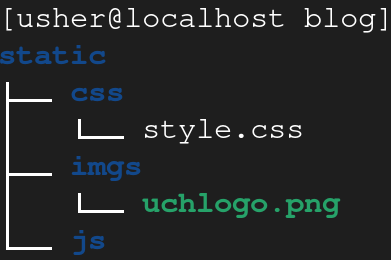 [usher@localhost blog]
static
css
style.css
imgs
uchlogo.png
js